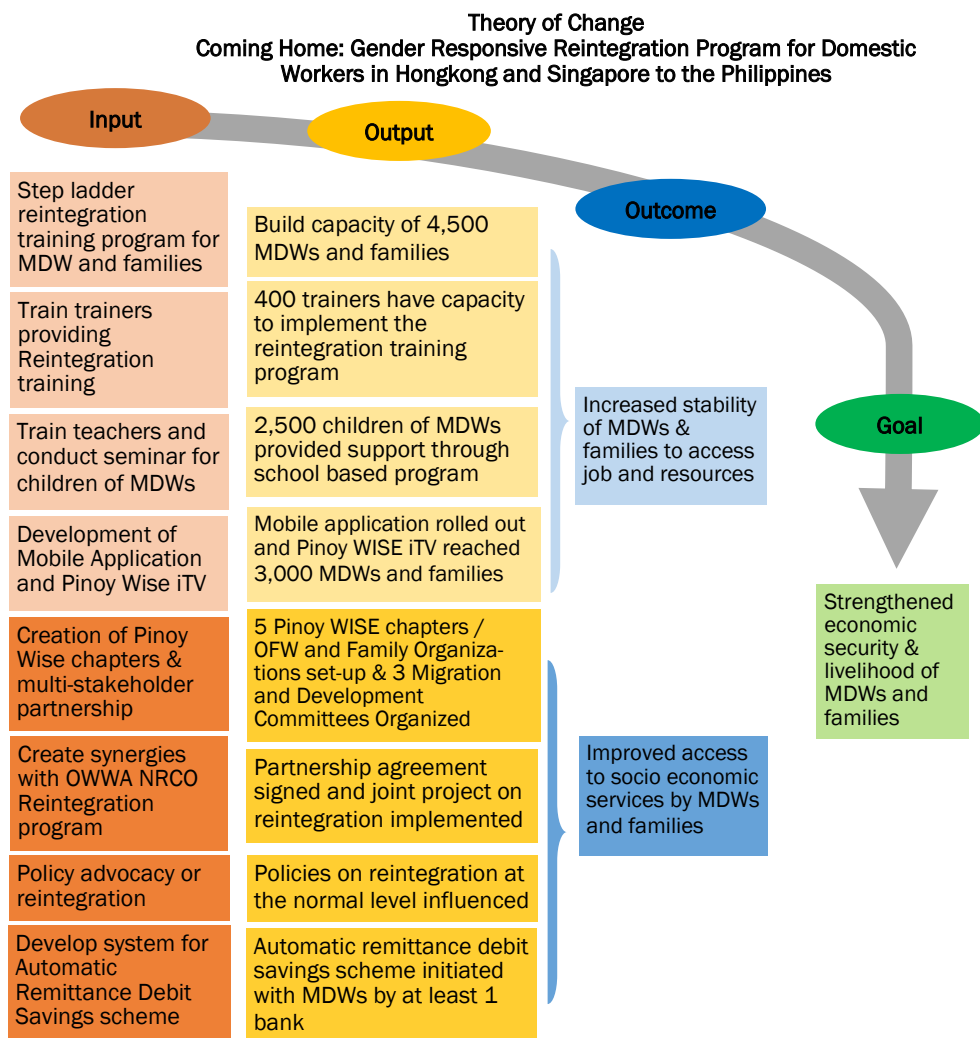 Theory of Change
Coming Home: Gender Responsive Reintegration Program for Domestic
Workers in Hongkong and Singapore to the Philippines
Input
Output
Outcome
Goal
Step ladder
reintegration
training program for
MDW and families
Train trainers
providing
Reintegration
training
Train teachers and
conduct seminar for
children of MDWs
Development of
Mobile Application
and Pinoy Wise iTV
Creation of Pinoy
Wise chapters &
multi-stakeholder
partnership
Create synergies
with OWWA NRCO
Reintegration
program
Policy advocacy or
reintegration
Develop system for
Automatic
Remittance Debit
Savings scheme
Build capacity of 4,500
MDWs and families
400 trainers have capacity
to implement the
reintegration training
program
2,500 children of MDWs
provided support through
school based program
Mobile application rolled out
and Pinoy WISE iTV reached
3,000 MDWs and families
5 Pinoy WISE chapters /
OFW and Family Organiza-
tions set-up & 3 Migration
and Development
Committees Organized
Partnership agreement
signed and joint project on
reintegration implemented
Policies on reintegration at
the normal level influenced
Automatic remittance debit
savings scheme initiated
with MDWs by at least 1
bank
Increased stability
of MDWs &
families to access
job and resources
Improved access
to socio economic
services by MDWs
and families
Strengthened
economic
security &
livelihood of
MDWs and
families